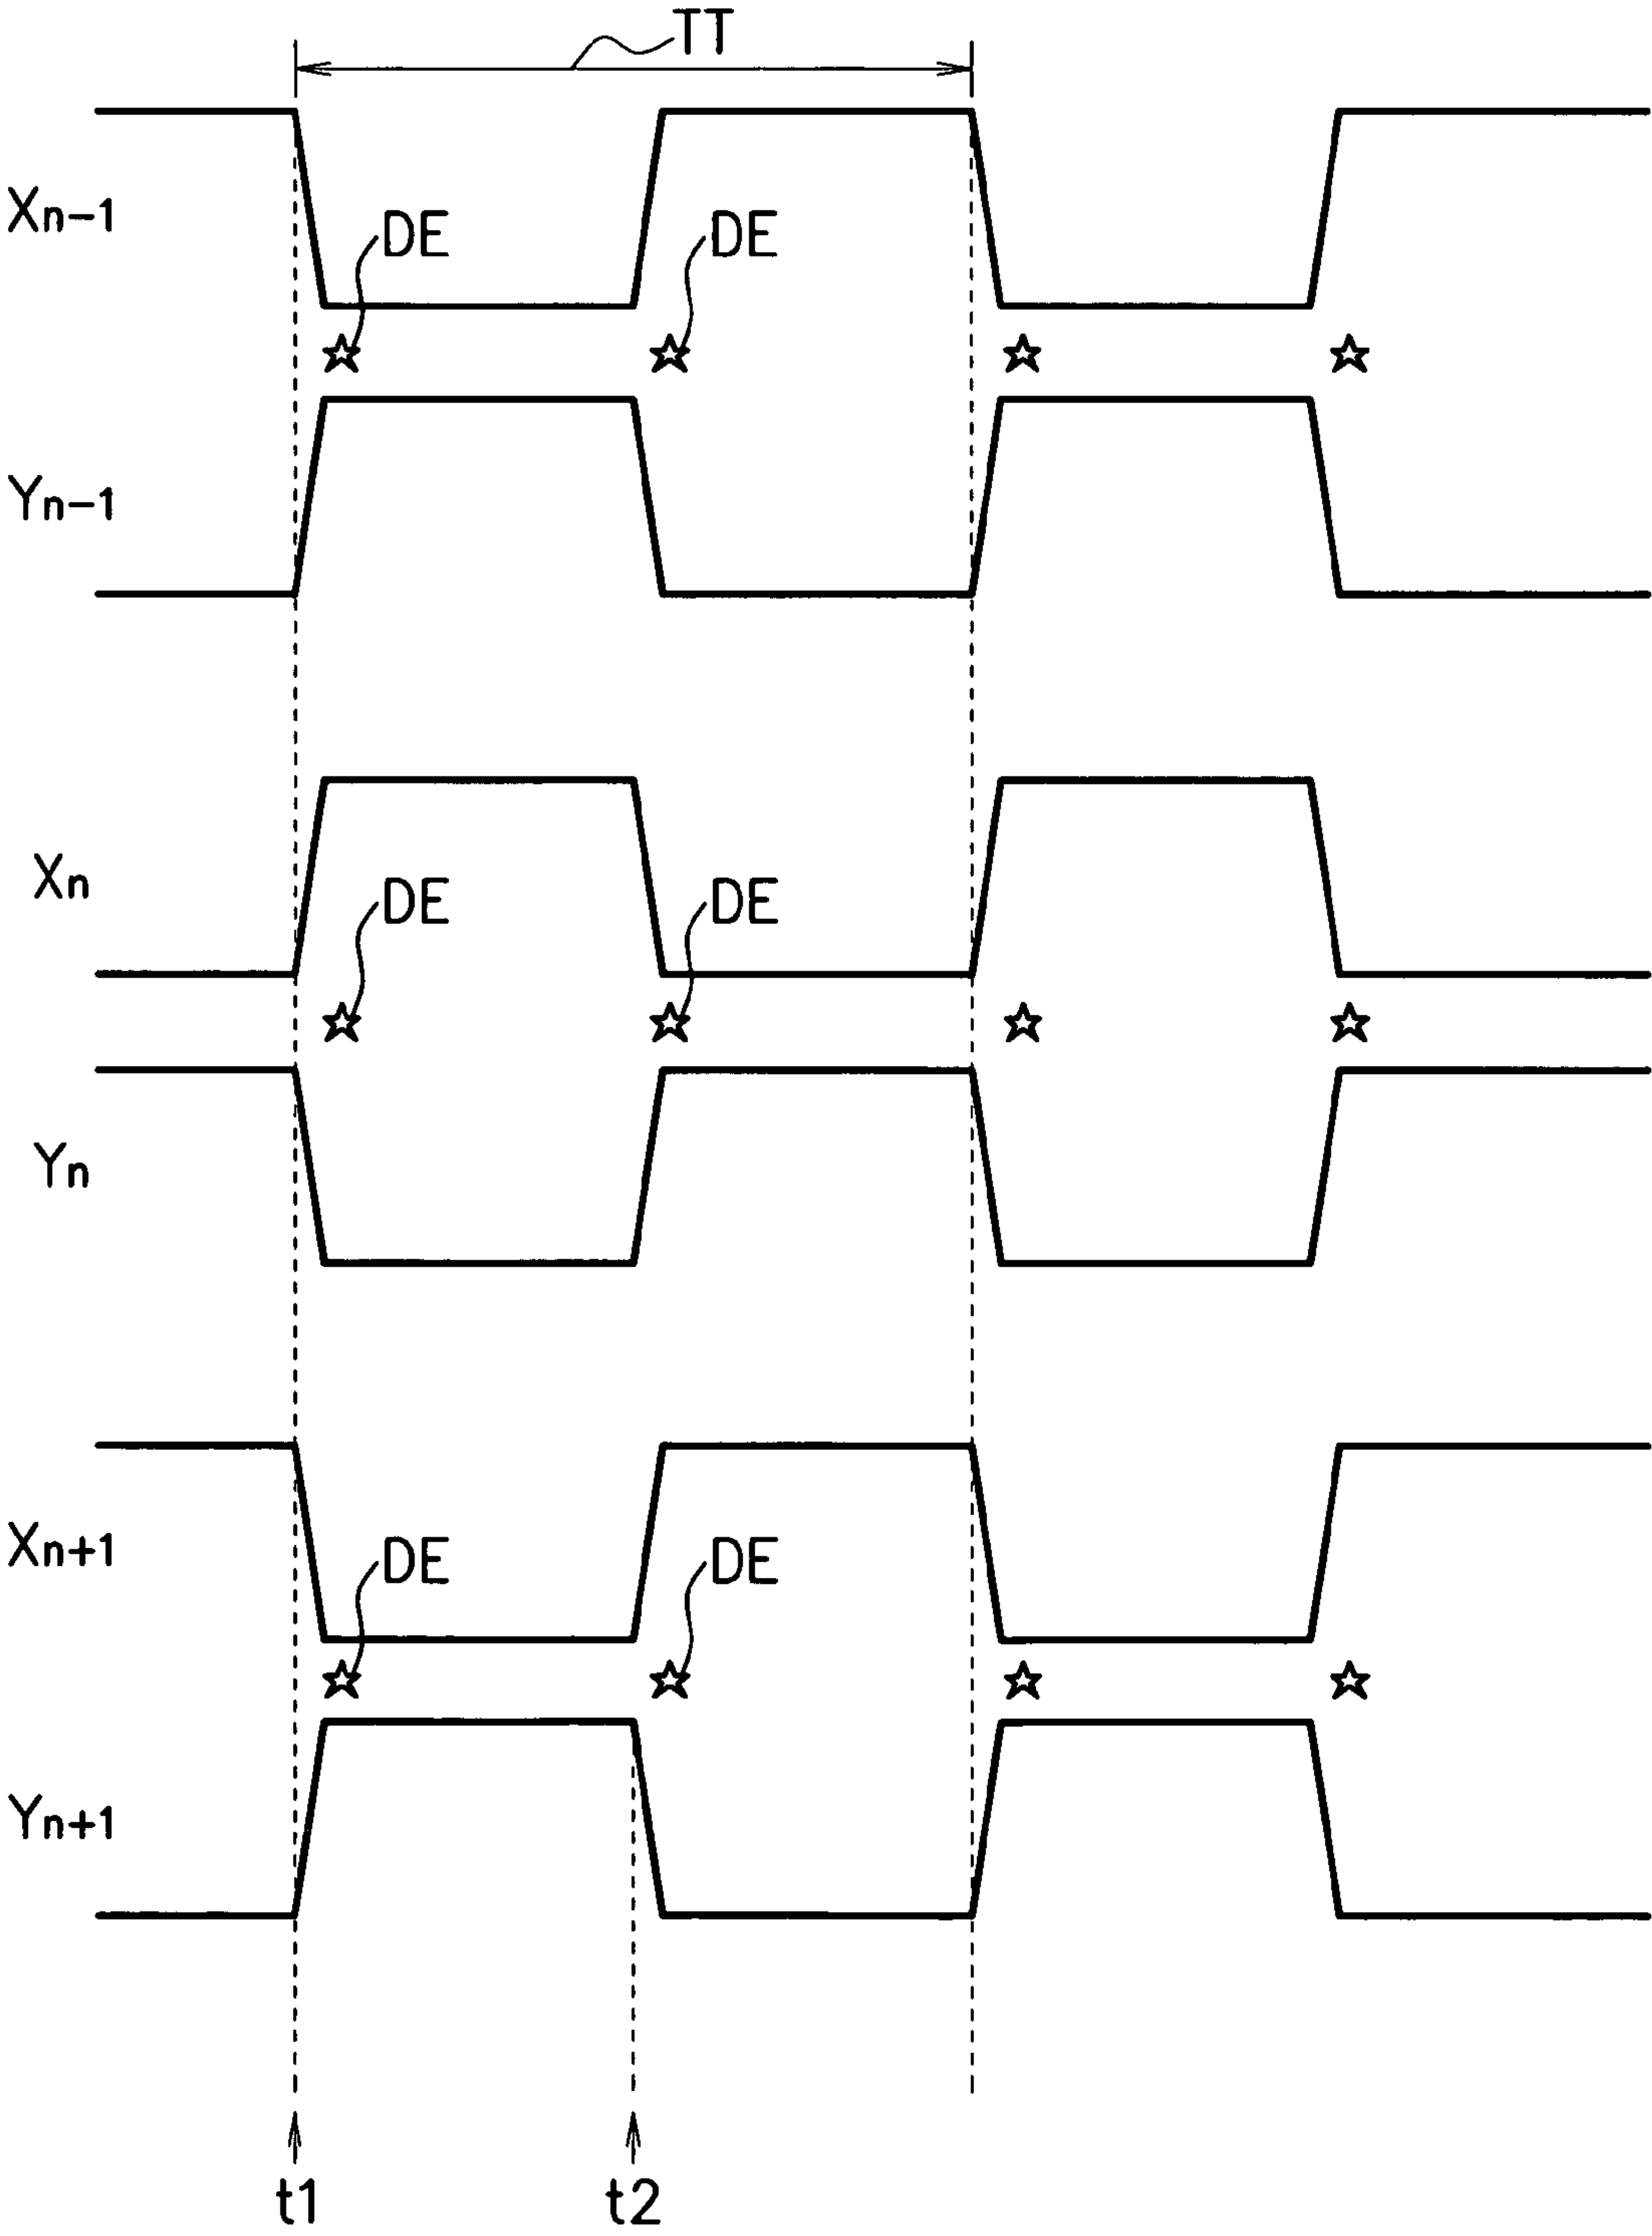 TT
Xn-1
DE DE
Yn-1
Xn
DE DE
Yn
Xn+1
DE DE
Yn+1
t1 t2